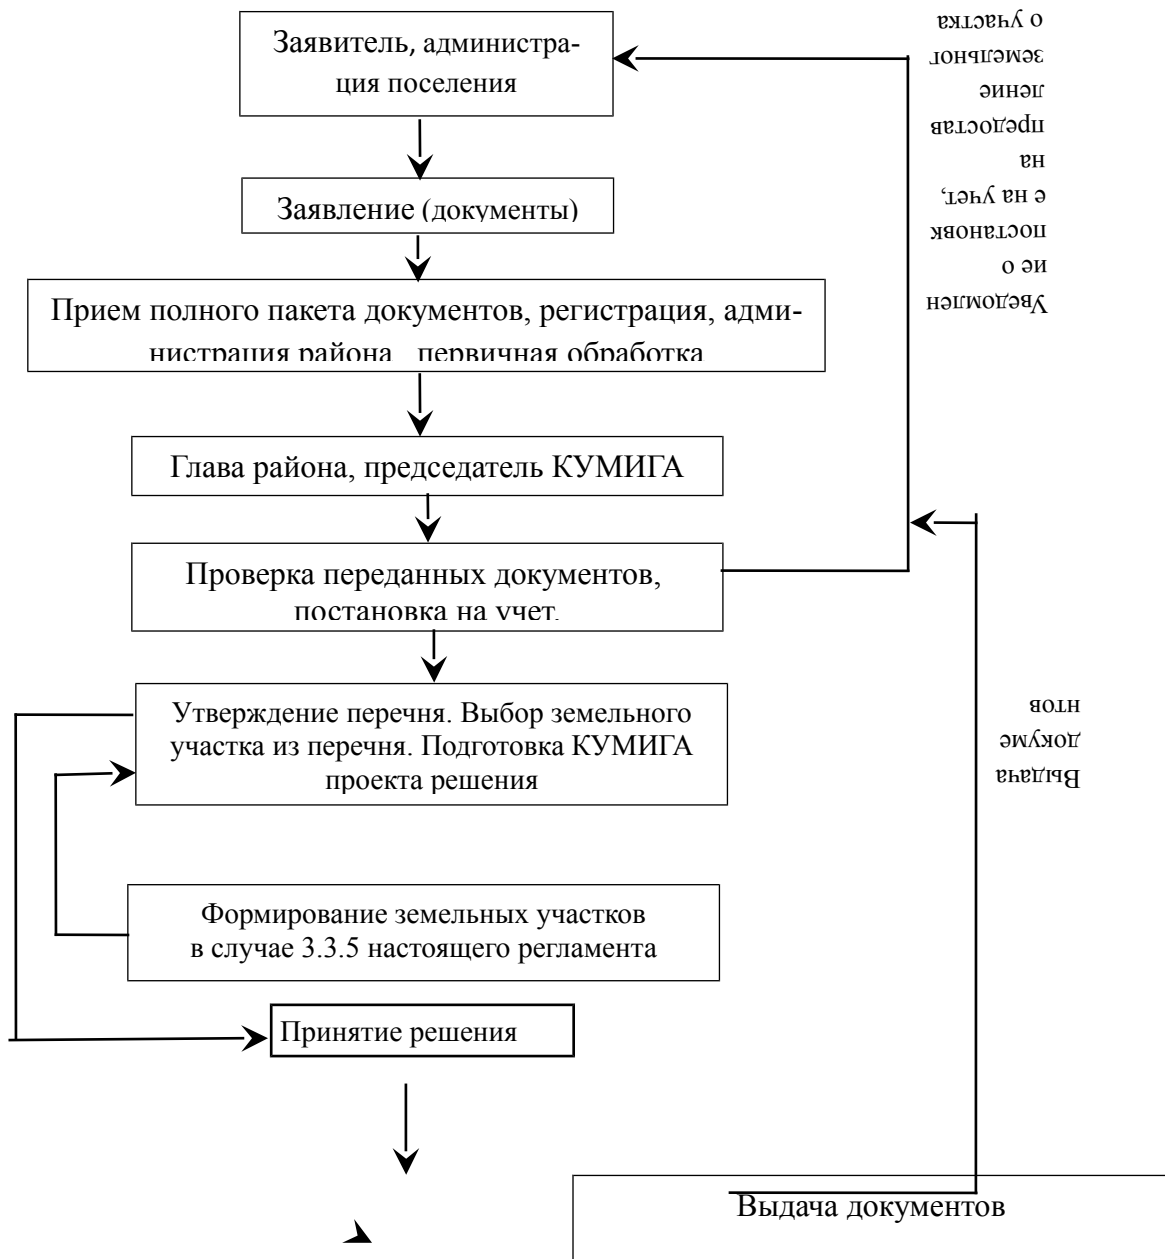 Заявитель, администра-
ция поселения
Заявление (документы)
Прием полного пакета документов, регистрация, адми-
нистрация района первичная обработка
Глава района, председатель КУМИГА
Проверка переданных документов,
постановка на учет.
Утверждение перечня. Выбор земельного
участка из перечня. Подготовка КУМИГА
проекта решения
Формирование земельных участков
в случае 3.3.5 настоящего регламента
Принятие решения
Выдача документов
Уведомлен
ие о
постановк
е на учет,
на
предостав
ление
земельног
о участка
Выдача
докуме
нтов